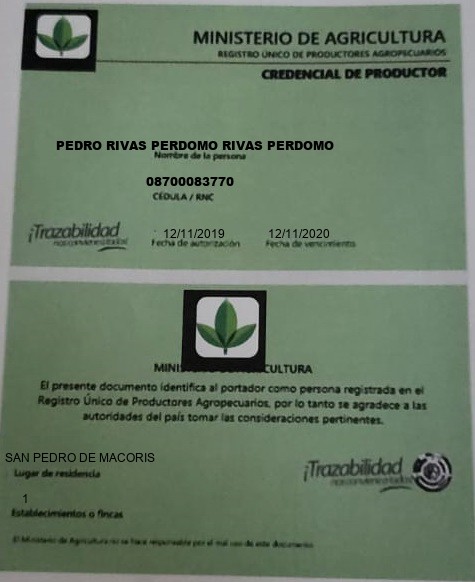 MINISTERIO DE AGRICULTURA
REGISTRO ÚNICO DE PRODUCTORES AGROPECUARIOS
CREDENCIAL DE PRODUCTOR
PEDRO RIVAS PERDOMO RIVAS PERDOMO
Nombre de la persona
08700083770
CÉDULA / RNC
¡Trazabilidad
nos conviene a todos!
12/11/2019
Fecha de autorización
12/11/2020
Fecha de vencimiento
MINIS CULTURA
El presente documento identifica al portador como persona registrada en el
Registro Único de Productores Agropecuarios, por lo tanto se agradece a las
autoridades del país tomar las consideraciones pertinentes.
SAN PEDRO DE MACORIS
Lugar de residencia
¡Trazabilidad
nos conviene a todos!
1
Establecimientos o fincas
El Ministerio de Agricultura no se hace responsable por el mal uso de este documento